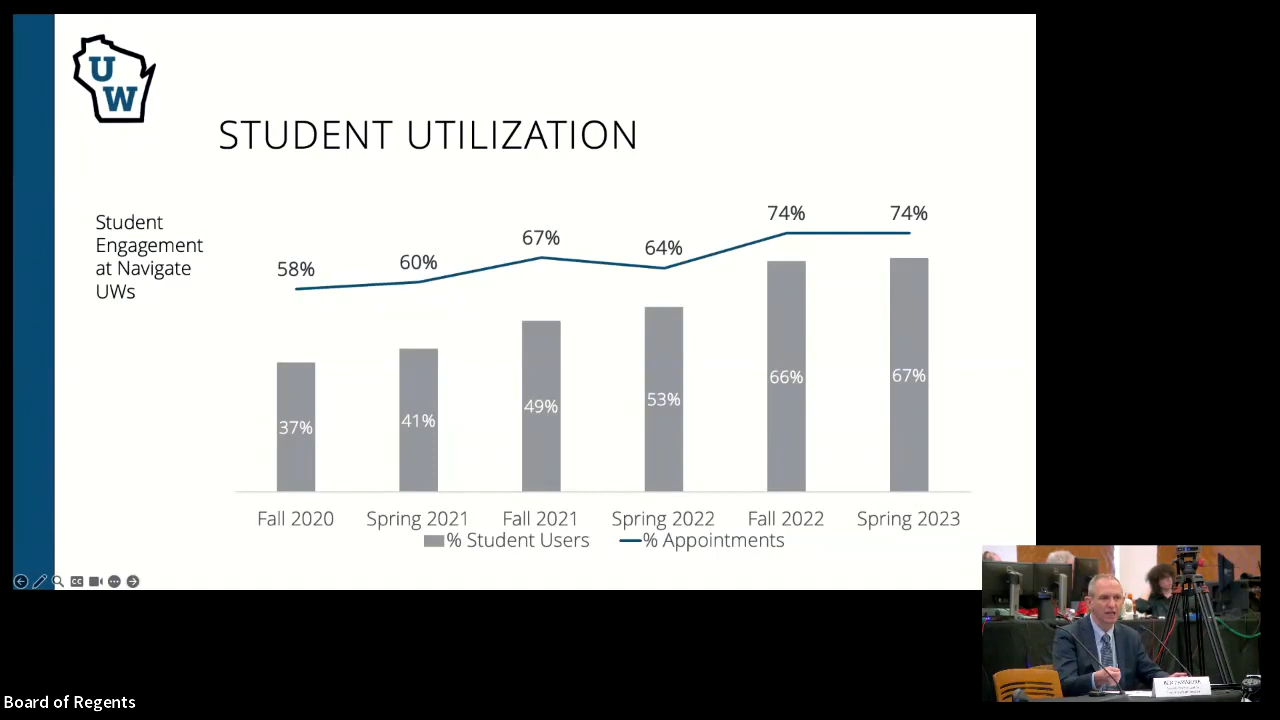 U
W
STUDENT UTILIZATION
Student
Engagement
at Navigate
UWs
58%
60%
67%
64%
74%
74%
37%
41%
49%
53%
66%
67%
Fall 2020
Spring 2021
Fall 2021
Spring 2022
Fall 2022
Spring 2023
% Student Users
% Appointments
CC
Board of Regents